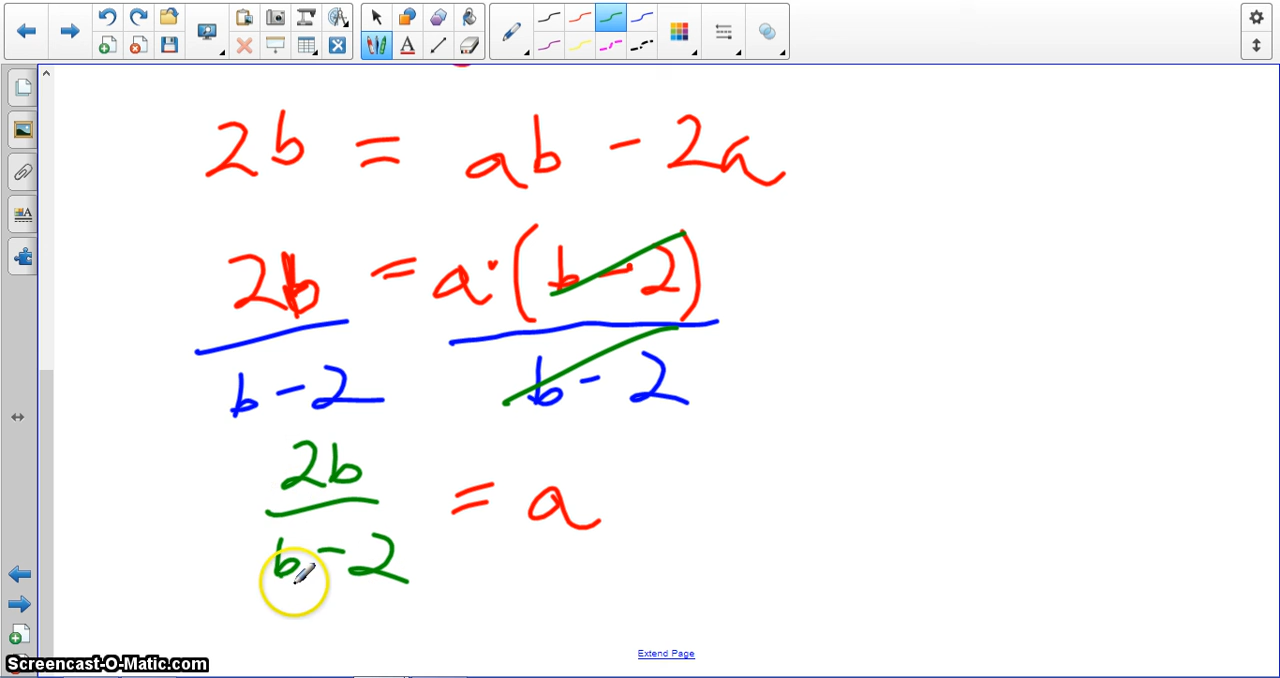 2b = ab - 2a
2b = a·(b - 2)
b - 2 b - 2
2b
= a
b - 2
Extend Page
Screencast-O-Matic.com